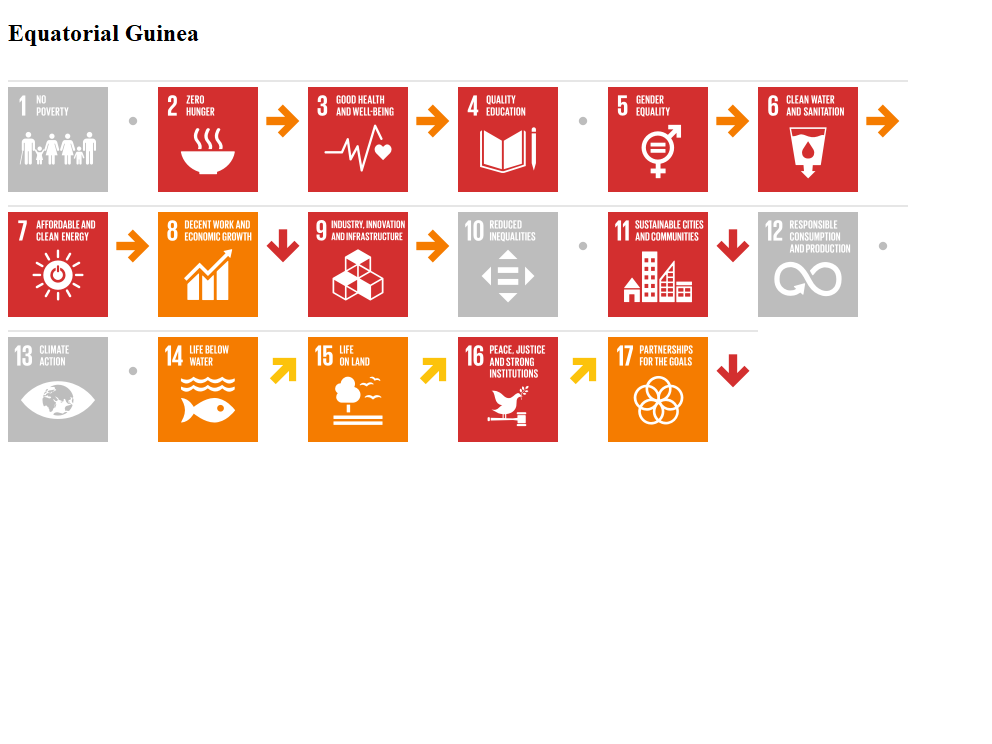 Equatorial Guinea
1 NO
POVERTY
2 ZERO
HUNGER
3 GOOD HEALTH
AND WELL-BEING
4 QUALITY
EDUCATION
5 GENDER
EQUALITY
6 CLEAN WATER
AND SANITATION
7 AFFORDABLE AND
CLEAN ENERGY
8 DECENT WORK AND
ECONOMIC GROWTH
9 INDUSTRY, INNOVATION
AND INFRASTRUCTURE
10 REDUCED
INEQUALITIES
11 SUSTAINABLE CITIES
AND COMMUNITIES
12 RESPONSIBLE
CONSUMPTION
AND PRODUCTION
13 CLIMATE
ACTION
14 LIFE BELOW
WATER
15 LIFE
ON LAND
16 PEACE, JUSTICE
AND STRONG
INSTITUTIONS
17 PARTNERSHIPS
FOR THE GOALS